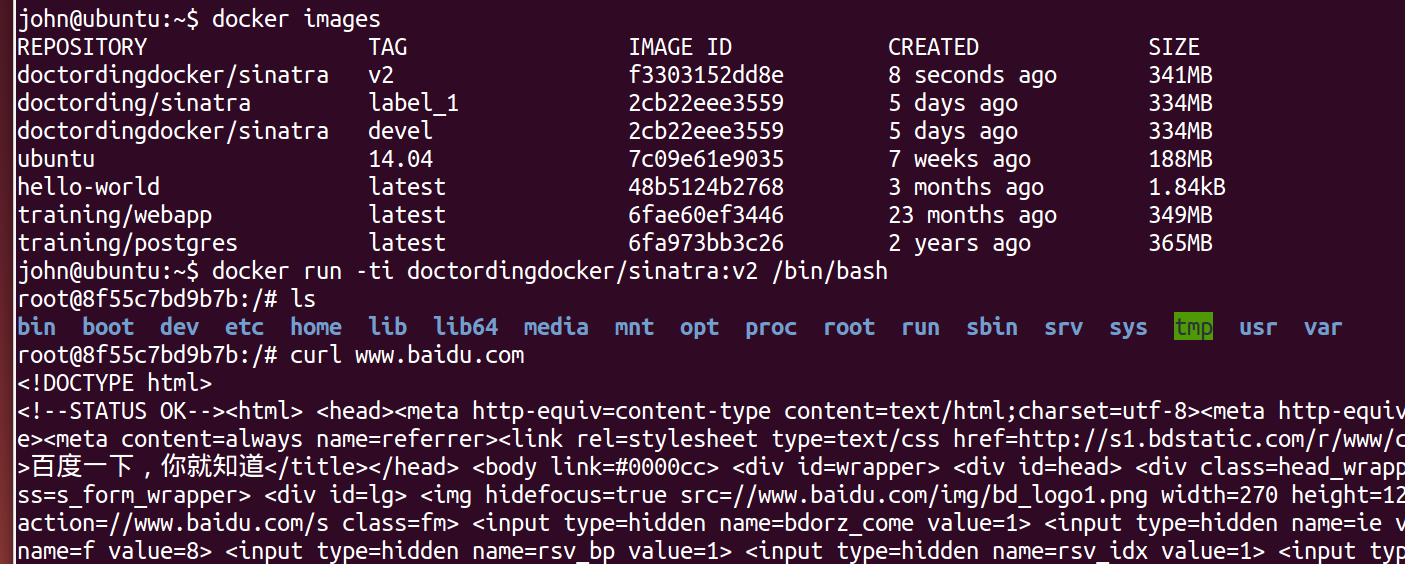 john@ubuntu:~$ docker images
REPOSITORY TAG IMAGE ID CREATED SIZE
doctordingdocker/sinatra v2 f3303152dd8e 8 seconds ago 341MB
doctording/sinatra label_1 2cb22eee3559 5 days ago 334MB
doctordingdocker/sinatra devel 2cb22eee3559 5 days ago 334MB
ubuntu 14.04 7c09e61e9035 7 weeks ago 188MB
hello-world latest 48b5124b2768 3 months ago 1.84kB
training/webapp latest 6fae60ef3446 23 months ago 349MB
training/postgres latest 6fa973bb3c26 2 years ago 365MB
john@ubuntu:~$ docker run -ti doctordingdocker/sinatra:v2 /bin/bash
root@8f55c7bd9b7b:/# ls
bin boot dev etc home lib lib64 media mnt opt proc root run sbin srv sys tmp usr var
root@8f55c7bd9b7b:/# curl www.baidu.com
<!DOCTYPE html>
<!--STATUS OK--><html> <head><meta http-equiv=content-type content=text/html;charset=utf-8><meta http-equiv
e><meta content=always name=referrer><link rel=stylesheet type=text/css href=http://s1.bdstatic.com/r/www/c
>百度一下，你就知道</title></head> <body link=#0000cc> <div id=wrapper> <div id=head> <div class=head_wrapp
ss=s_form_wrapper> <div id=lg> <img hidefocus=true src=//www.baidu.com/img/bd_logo1.png width=270 height=12
action=//www.baidu.com/s class=fm> <input type=hidden name=bdorz_come value=1> <input type=hidden name=ie v
name=f value=8> <input type=hidden name=rsv_bp value=1> <input type=hidden name=rsv_idx value=1> <input typ